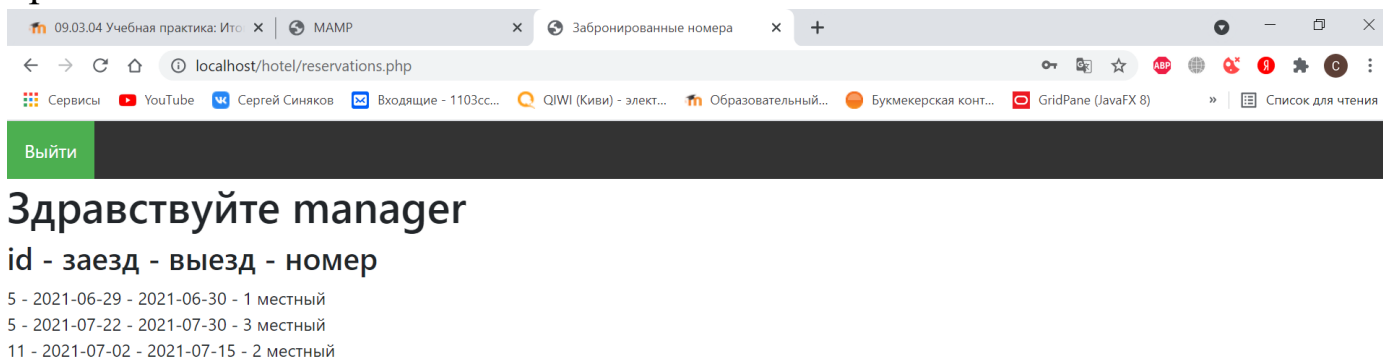 09.03.04 Учебная практика: Ито
MAMP
Забронированные номера
localhost/hotel/reservations.php
ABP
Я
C
Сервисы
YouTube
Сергей Синяков
Входящие - 1103cc...
QIWI (Киви) - элект...
Образовательный...
Букмекерская конт...
GridPane (JavaFX 8)
»
Список для чтения
Выйти
Здравствуйте manager
id - заезд - выезд - номер
5 - 2021-06-29 - 2021-06-30 - 1 местный
5 - 2021-07-22 - 2021-07-30 - 3 местный
11 - 2021-07-02 - 2021-07-15 - 2 местный